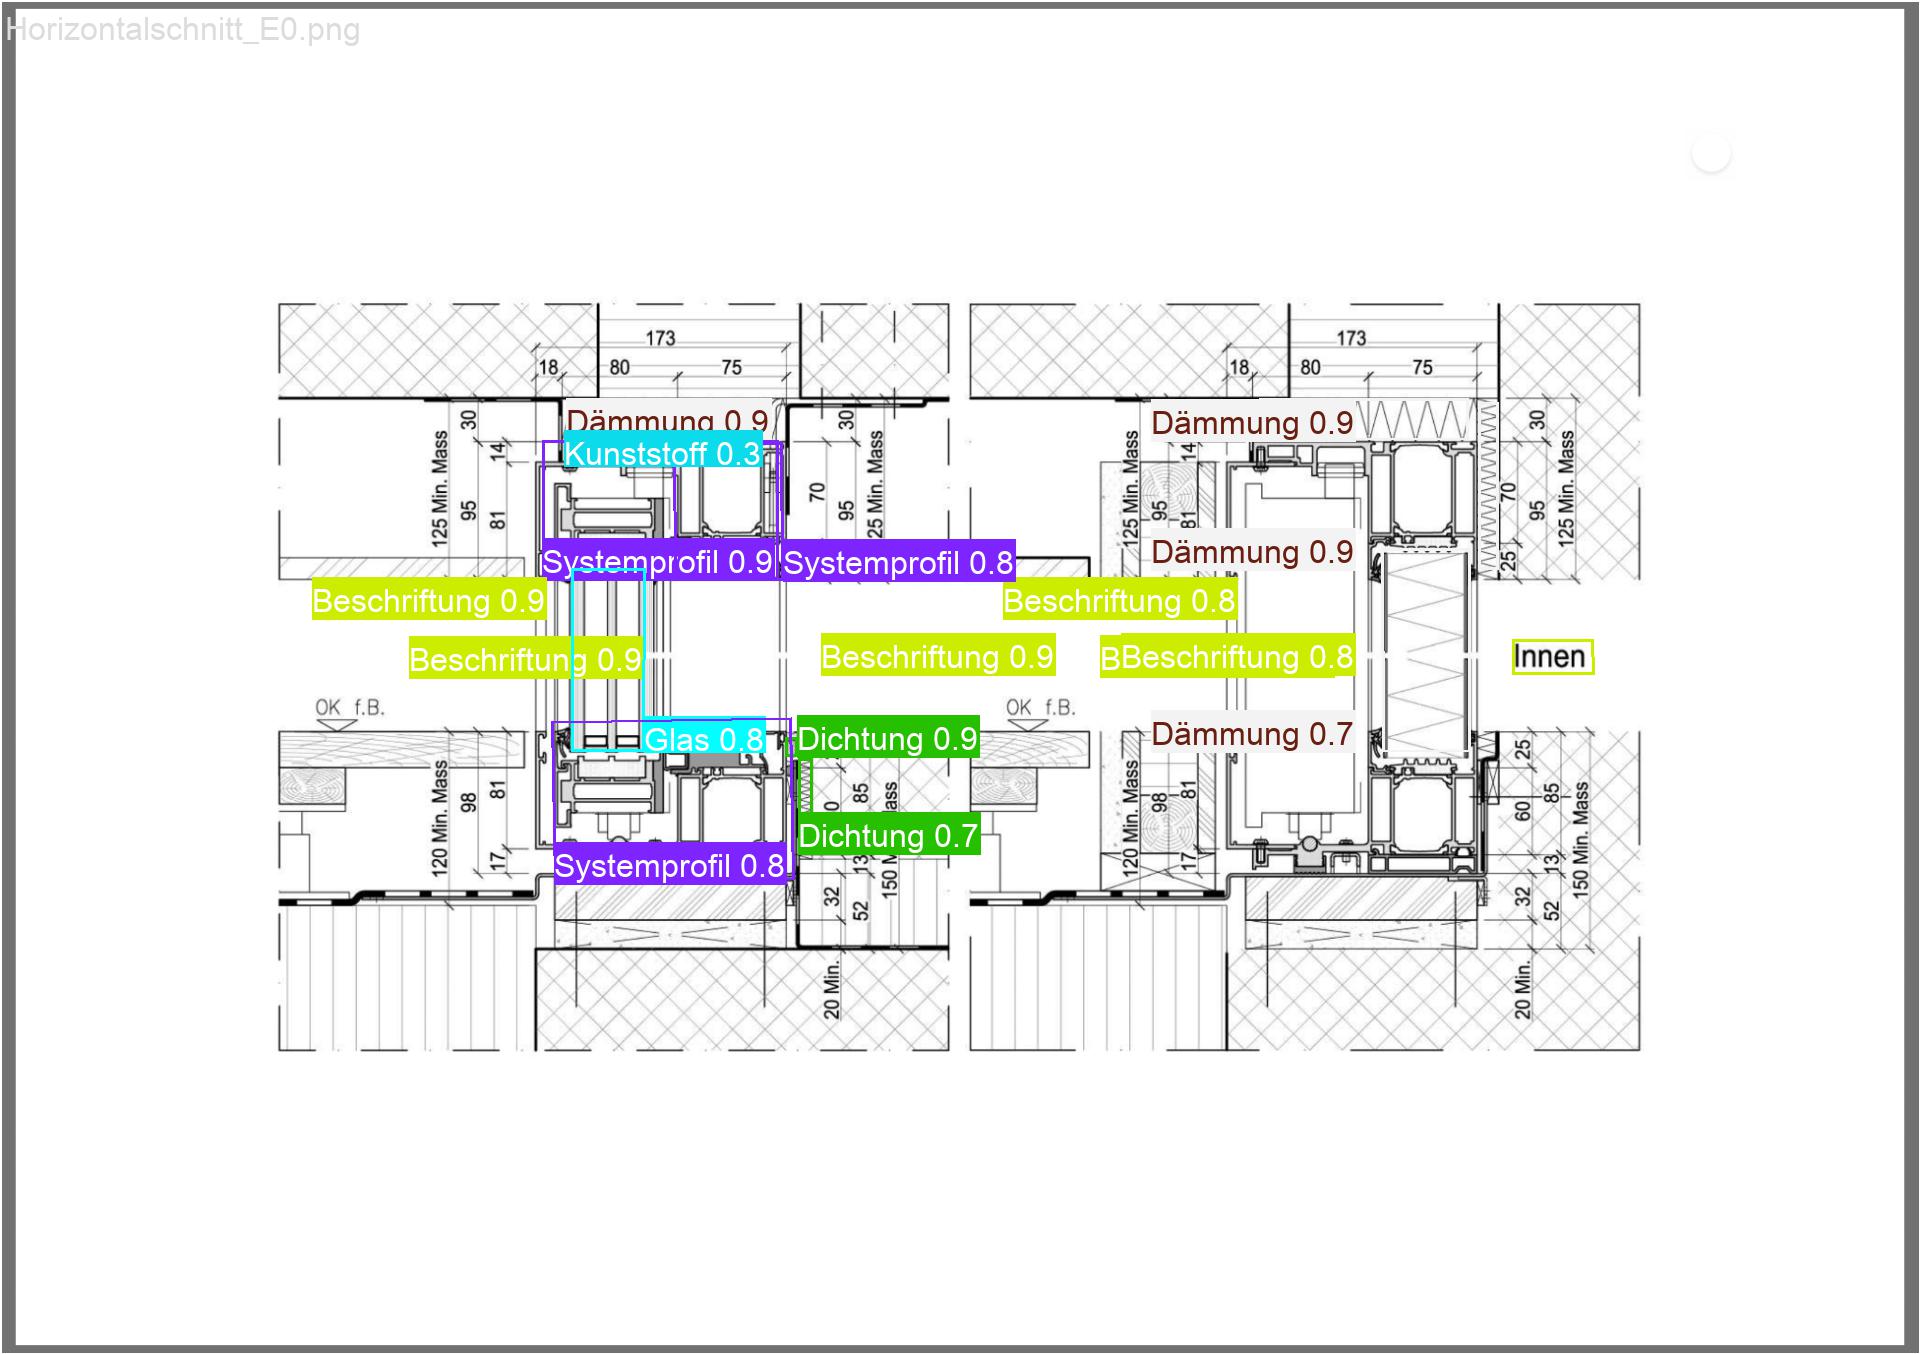 Horizontalschnitt_E0.png
173
18 80 75
173
18 80 75
Dämmung 0.9
Dämmung 0.9
Kunststoff 0.3
30
14
125 Min. Mass
95
81
30
70
95
25 Min. Mass
125 Min. Mass
14
95
81
30
70
95
25
125 Min. Mass
Systemprofil 0.9
Systemprofil 0.8
Dämmung 0.9
Beschriftung 0.9
Beschriftung 0.8
Beschriftung 0.9
Beschriftung 0.9
Beschriftung 0.8
Innen
OK f.B.
OK f.B.
Glas 0.8
Dichtung 0.9
Dämmung 0.7
120 Min. Mass
98
81
17
85
Dichtung 0.7
Systemprofil 0.8
13
32
52
20 Min.
120 Min. Mass
98
81
17
25
60
85
13
32
52
150 Min. Mass
20 Min.